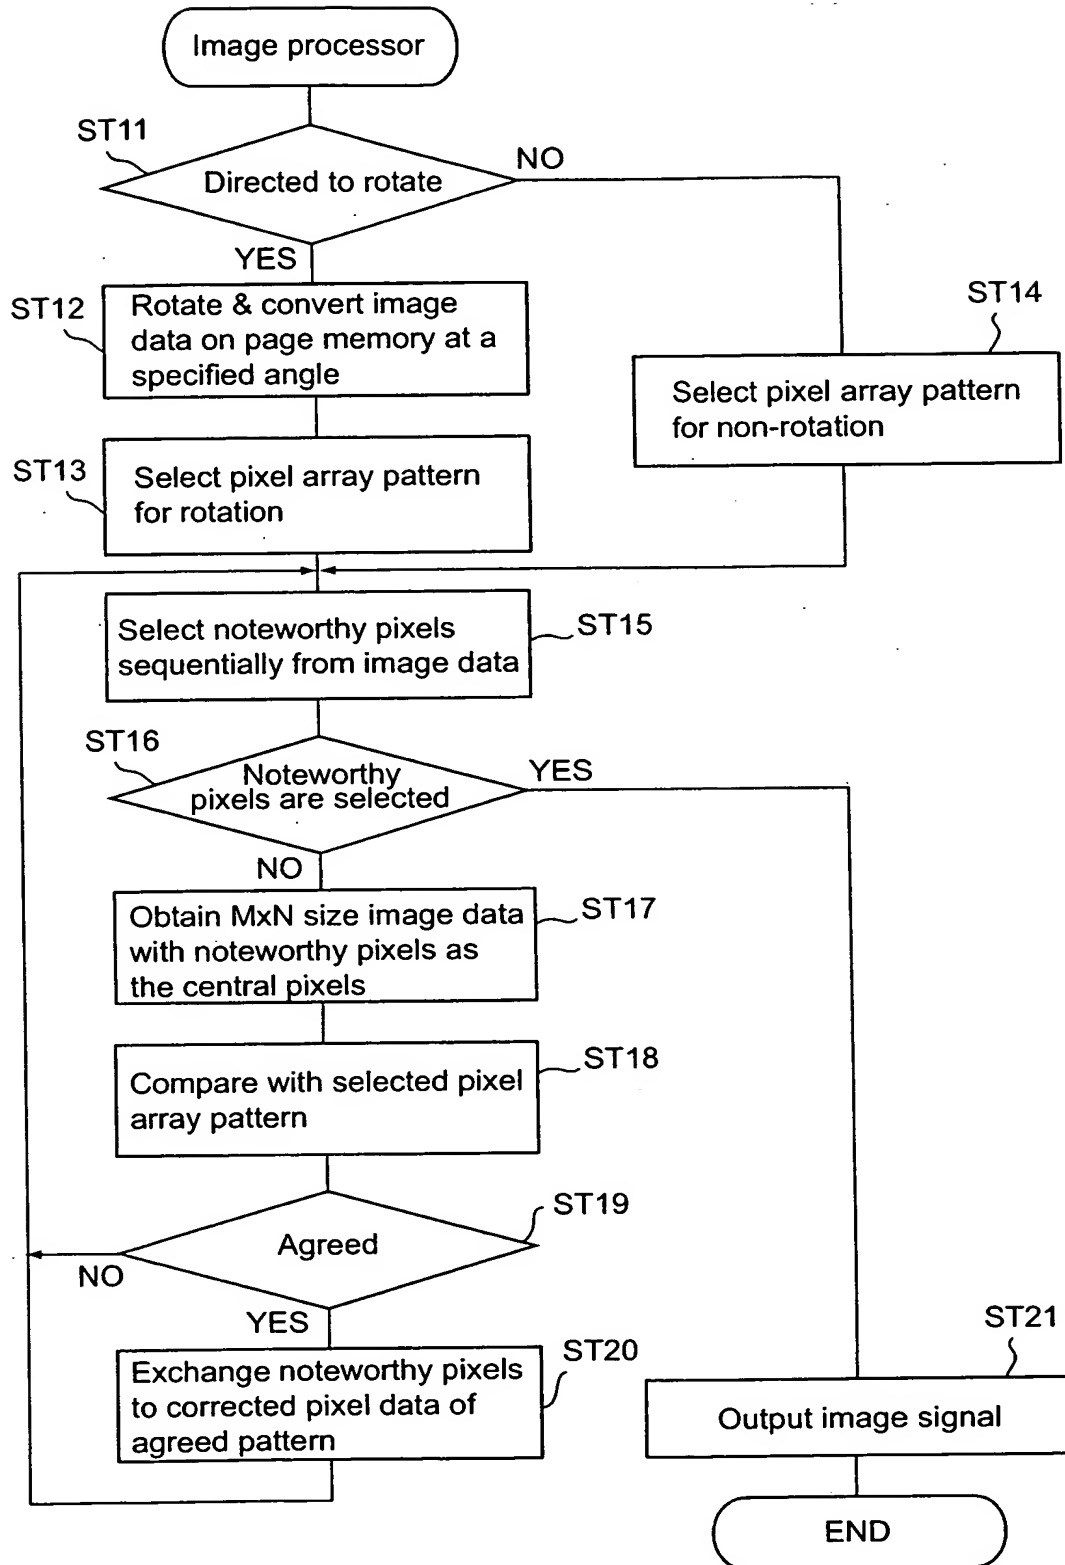 Image processor
ST11
Directed to rotate
NO
YES
ST12
Rotate & convert image
data on page memory at a
specified angle
ST14
Select pixel array pattern
for non-rotation
ST13
Select pixel array pattern
for rotation
Select noteworthy pixels
sequentially from image data
ST15
ST16
Noteworthy
pixels are selected
YES
NO
Obtain MxN size image data
with noteworthy pixels as
the central pixels
ST17
Compare with selected pixel
array pattern
ST18
ST19
Agreed
NO
YES
Exchange noteworthy pixels
to corrected pixel data of
agreed pattern
ST20
ST21
Output image signal
END